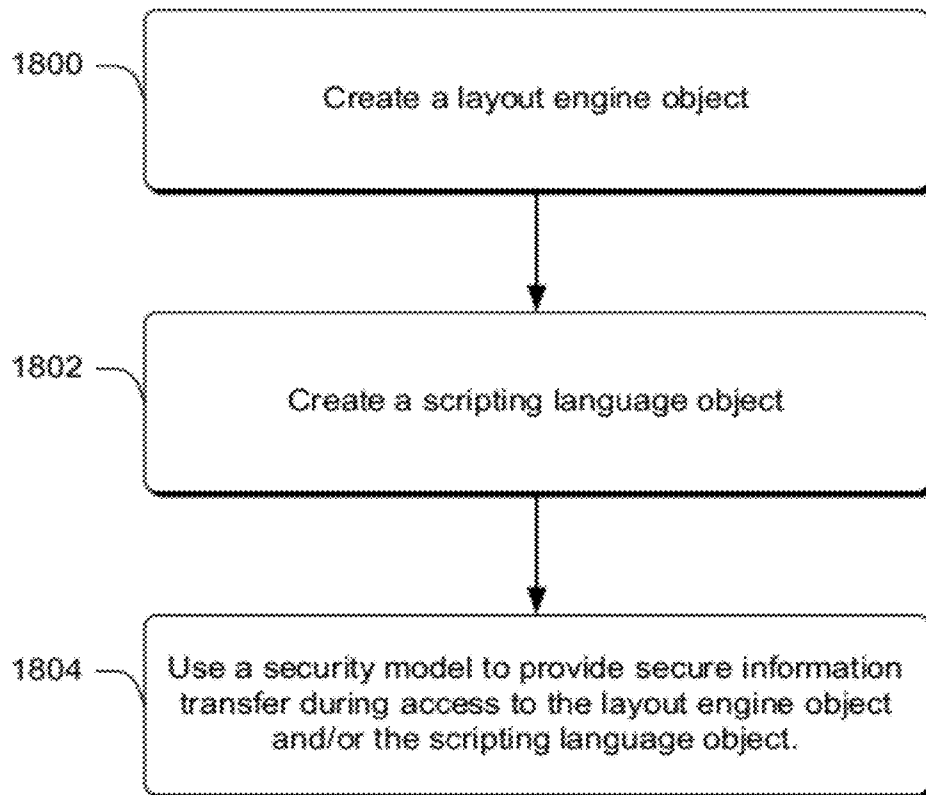 1800
Create a layout engine object
1802
Create a scripting language object
1804
Use a security model to provide secure information
transfer during access to the layout engine object
and/or the scripting language object.